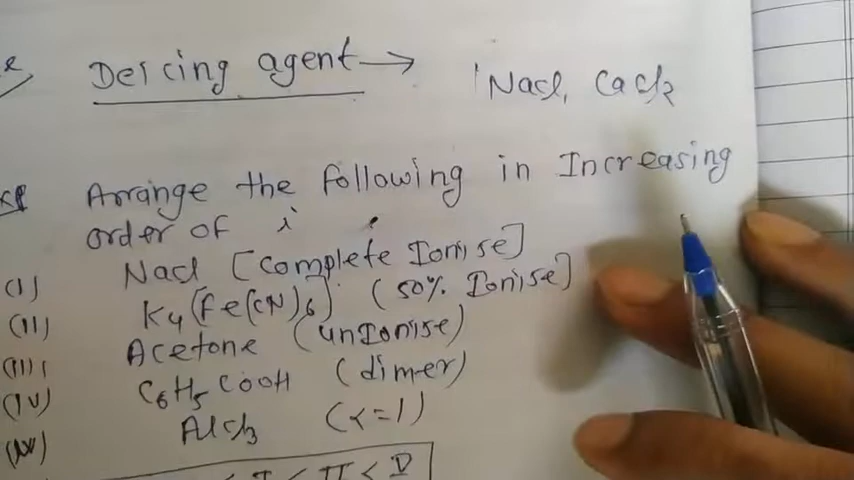 Deicing agent → Nacl, Cacl2
Arrange the following in Increasing
order of i
(I) Nacl [Complete Ionise]
(II) K4[Fe(CN)6] (50% Ionise)
(III) Acetone (unIonise)
(IV) C6H5COOH (dimer)
(V) Alcl3 (α=1)
< I < II < V